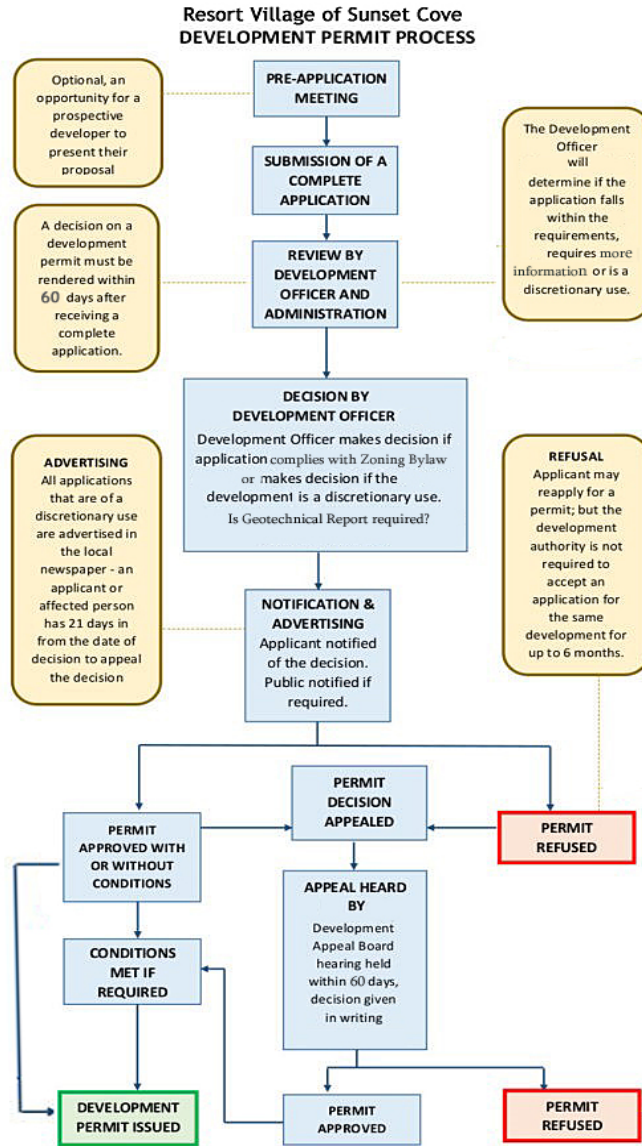 Resort Village of Sunset Cove
DEVELOPMENT PERMIT PROCESS
PRE-APPLICATION
MEETING
Optional, an
opportunity for a
prospective
developer to
present their
proposal
SUBMISSION OF A
COMPLETE
APPLICATION
The Development
Officer
will
determine if the
application falls
within the
requirements,
requires more
information or is a
discretionary use.
A decision on a
development
permit must be
rendered within
60 days after
receiving a
complete
application.
REVIEW BY
DEVELOPMENT
OFFICER AND
ADMINISTRATION
DECISION BY
DEVELOPMENT OFFICER
Development Officer makes decision if
application complies with Zoning Bylaw
or makes decision if the
development is a discretionary use.
Is Geotechnical Report required?
ADVERTISING
All applications
that are of a
discretionary use
are advertised in
the local
newspaper - an
applicant or
affected person
has 21 days in
from the date of
decision to appeal
the decision
REFUSAL
Applicant may
reapply for a
permit; but the
development
authority is not
required to
accept an
application for
the same
development for
up to 6 months.
NOTIFICATION &
ADVERTISING
Applicant notified
of the decision.
Public notified if
required.
PERMIT
DECISION
APPEALED
PERMIT
APPROVED WITH
OR WITHOUT
CONDITIONS
PERMIT
REFUSED
APPEAL HEARD
BY
Development
Appeal Board
hearing held
within 60 days,
decision given
in writing
CONDITIONS
MET IF
REQUIRED
DEVELOPMENT
PERMIT ISSUED
PERMIT
APPROVED
PERMIT
REFUSED